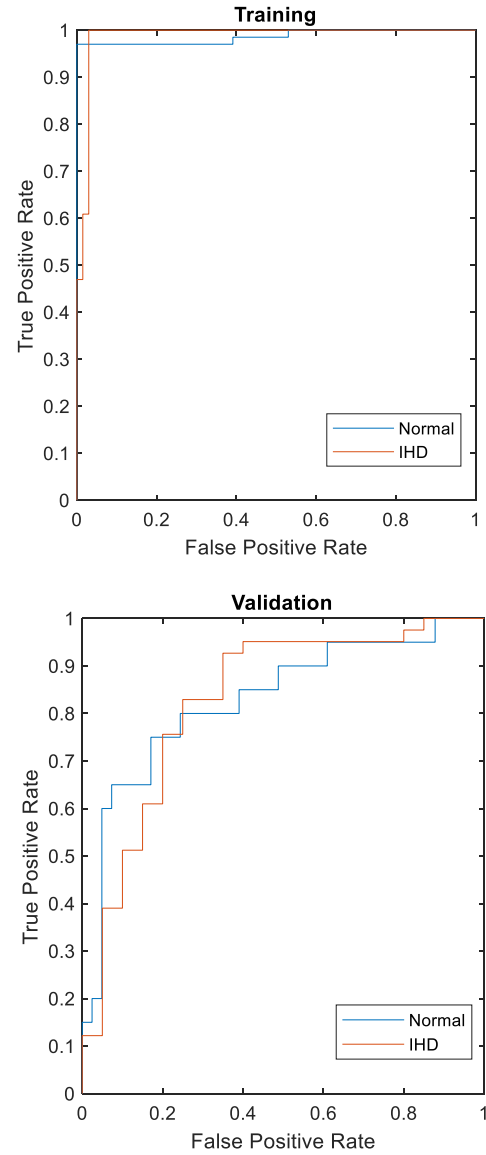 Training
1
0.9
0.8
0.7
0.6
0.5
0.4
0.3
0.2
0.1
0
True Positive Rate
Normal
IHD
0 0.2 0.4 0.6 0.8 1
False Positive Rate
Validation
1
0.9
0.8
0.7
0.6
0.5
0.4
0.3
0.2
0.1
0
True Positive Rate
Normal
IHD
0 0.2 0.4 0.6 0.8 1
False Positive Rate